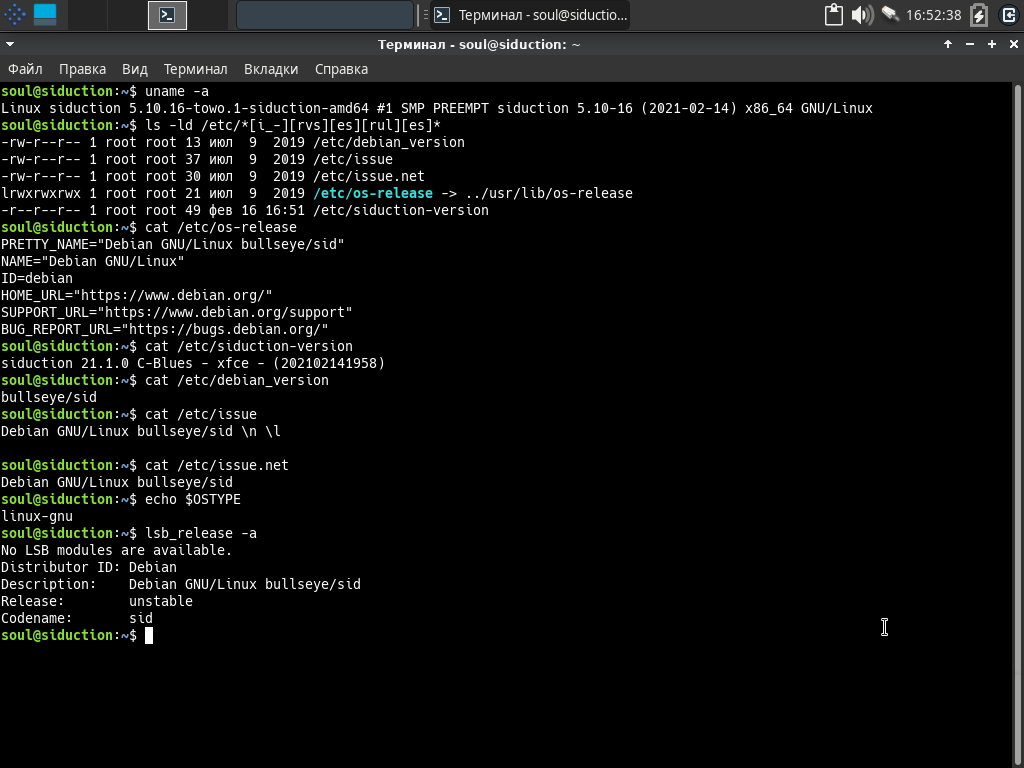 Терминал - soul@siductio...
16:52:38
Терминал - soul@siduction: ~
Файл Правка Вид Терминал Вкладки Справка
soul@siduction:~$ uname -a
Linux siduction 5.10.16-towo.1-siduction-amd64 #1 SMP PREEMPT siduction 5.10-16 (2021-02-14) x86_64 GNU/Linux
soul@siduction:~$ ls -ld /etc/*[i_-][rvs][es][rul][es]*
-rw-r--r-- 1 root root 13 июл  9  2019 /etc/debian_version
-rw-r--r-- 1 root root 37 июл  9  2019 /etc/issue
-rw-r--r-- 1 root root 30 июл  9  2019 /etc/issue.net
lrwxrwxrwx 1 root root 21 июл  9  2019 /etc/os-release -> ../usr/lib/os-release
-r--r--r-- 1 root root 49 фев 16 16:51 /etc/siduction-version
soul@siduction:~$ cat /etc/os-release
PRETTY_NAME="Debian GNU/Linux bullseye/sid"
NAME="Debian GNU/Linux"
ID=debian
HOME_URL="https://www.debian.org/"
SUPPORT_URL="https://www.debian.org/support"
BUG_REPORT_URL="https://bugs.debian.org/"
soul@siduction:~$ cat /etc/siduction-version
siduction 21.1.0 C-Blues - xfce - (202102141958)
soul@siduction:~$ cat /etc/debian_version
bullseye/sid
soul@siduction:~$ cat /etc/issue
Debian GNU/Linux bullseye/sid \n \l
soul@siduction:~$ cat /etc/issue.net
Debian GNU/Linux bullseye/sid
soul@siduction:~$ echo $OSTYPE
linux-gnu
soul@siduction:~$ lsb_release -a
No LSB modules are available.
Distributor ID: Debian
Description:    Debian GNU/Linux bullseye/sid
Release:        unstable
Codename:       sid
soul@siduction:~$